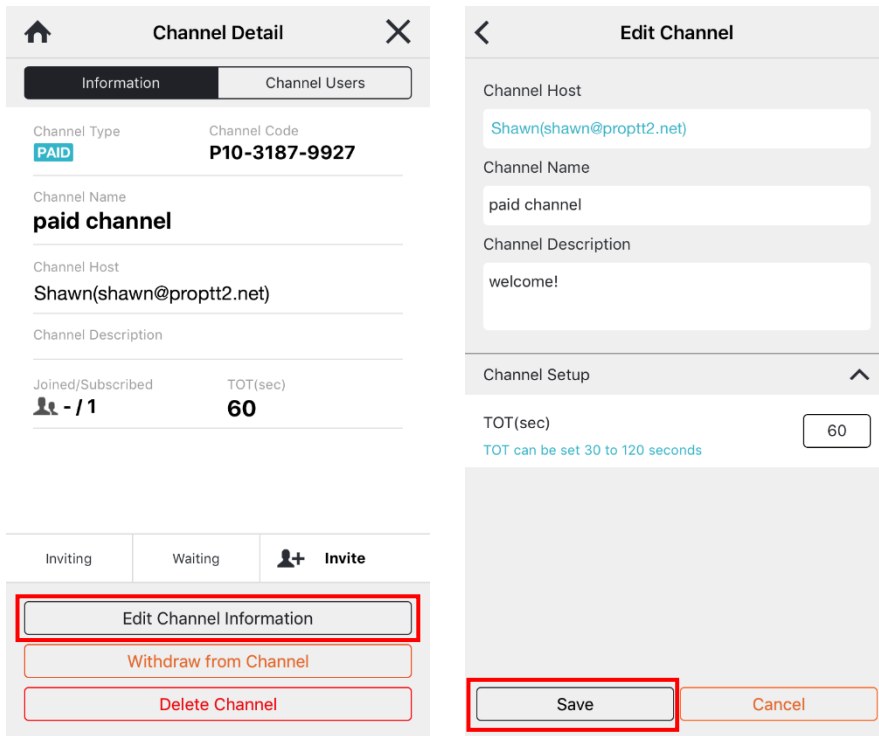 Channel Detail
Information
Channel Users
Channel Type
Channel Code
PAID
P10-3187-9927
Channel Name
paid channel
Channel Host
Shawn(shawn@proptt2.net)
Channel Description
Joined/Subscribed
TOT(sec)
- / 1
60
Inviting
Waiting
Invite
Edit Channel Information
Withdraw from Channel
Delete Channel
Edit Channel
Channel Host
Shawn(shawn@proptt2.net)
Channel Name
paid channel
Channel Description
welcome!
Channel Setup
TOT(sec)
60
TOT can be set 30 to 120 seconds
Save
Cancel